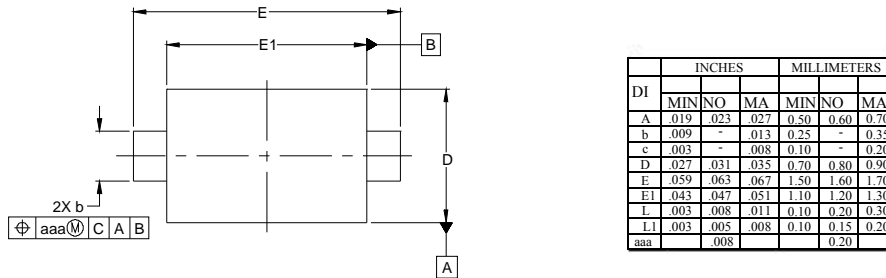 E
E1
B
D
2X b
⌖ aaaⓂ C A B
A
INCHES MILLIMETERS
DI
MIN NO MA MIN NO MA
A .019 .023 .027 0.50 0.60 0.70
b .009 - .013 0.25 - 0.35
c .003 - .008 0.10 - 0.20
D .027 .031 .035 0.70 0.80 0.90
E .059 .063 .067 1.50 1.60 1.70
E1 .043 .047 .051 1.10 1.20 1.30
L .003 .008 .011 0.10 0.20 0.30
L1 .003 .005 .008 0.10 0.15 0.20
aaa .008 0.20